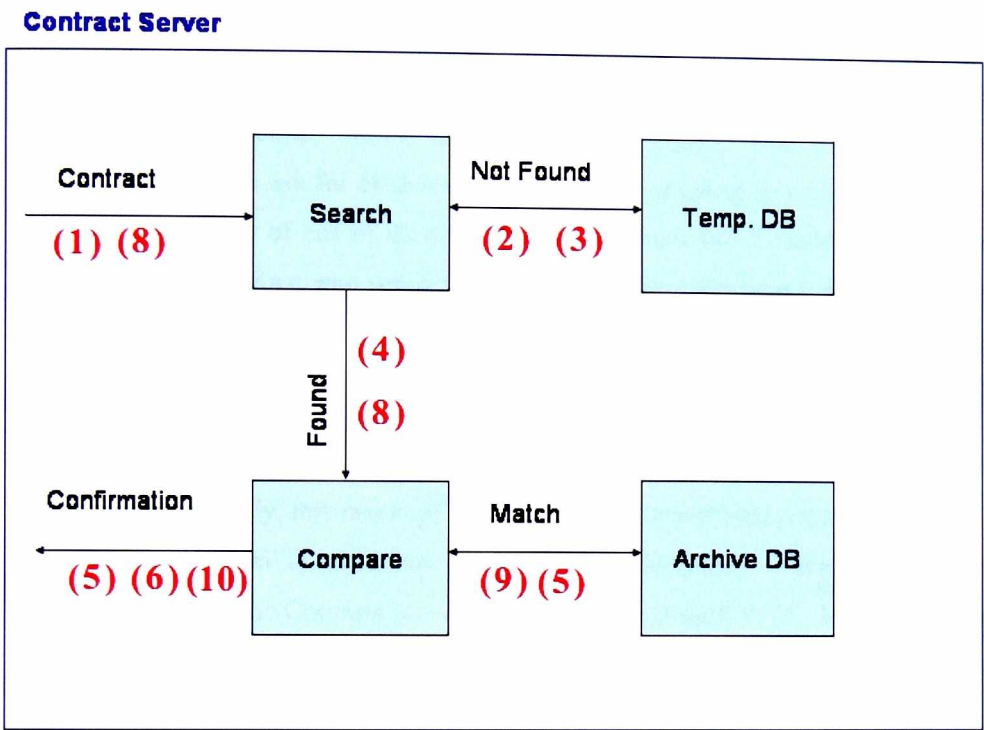 Contract Server
Contract
(1) (8)
Search
Not Found
(2) (3)
Temp. DB
Found
(4)
(8)
Confirmation
(5) (6) (10)
Compare
Match
(9) (5)
Archive DB